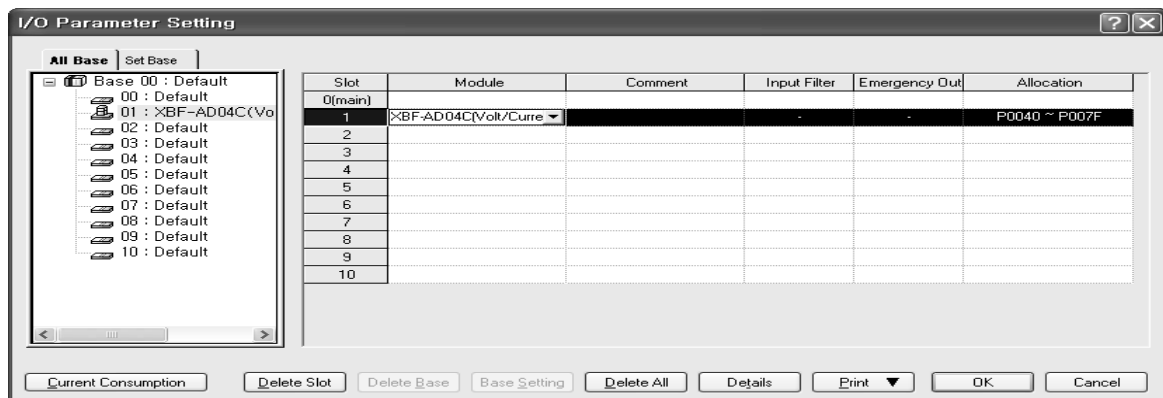 I/O Parameter Setting
All Base Set Base
Base 00 : Default
00 : Default
01 : XBF-AD04C(Vo
02 : Default
03 : Default
04 : Default
05 : Default
06 : Default
07 : Default
08 : Default
09 : Default
10 : Default
Slot Module Comment Input Filter Emergency Out Allocation
0(main)
1 XBF-AD04C(Volt/Curre - - P0040 ~ P007F
2
3
4
5
6
7
8
9
10
Current Consumption Delete Slot Delete Base Base Setting Delete All Details Print OK Cancel